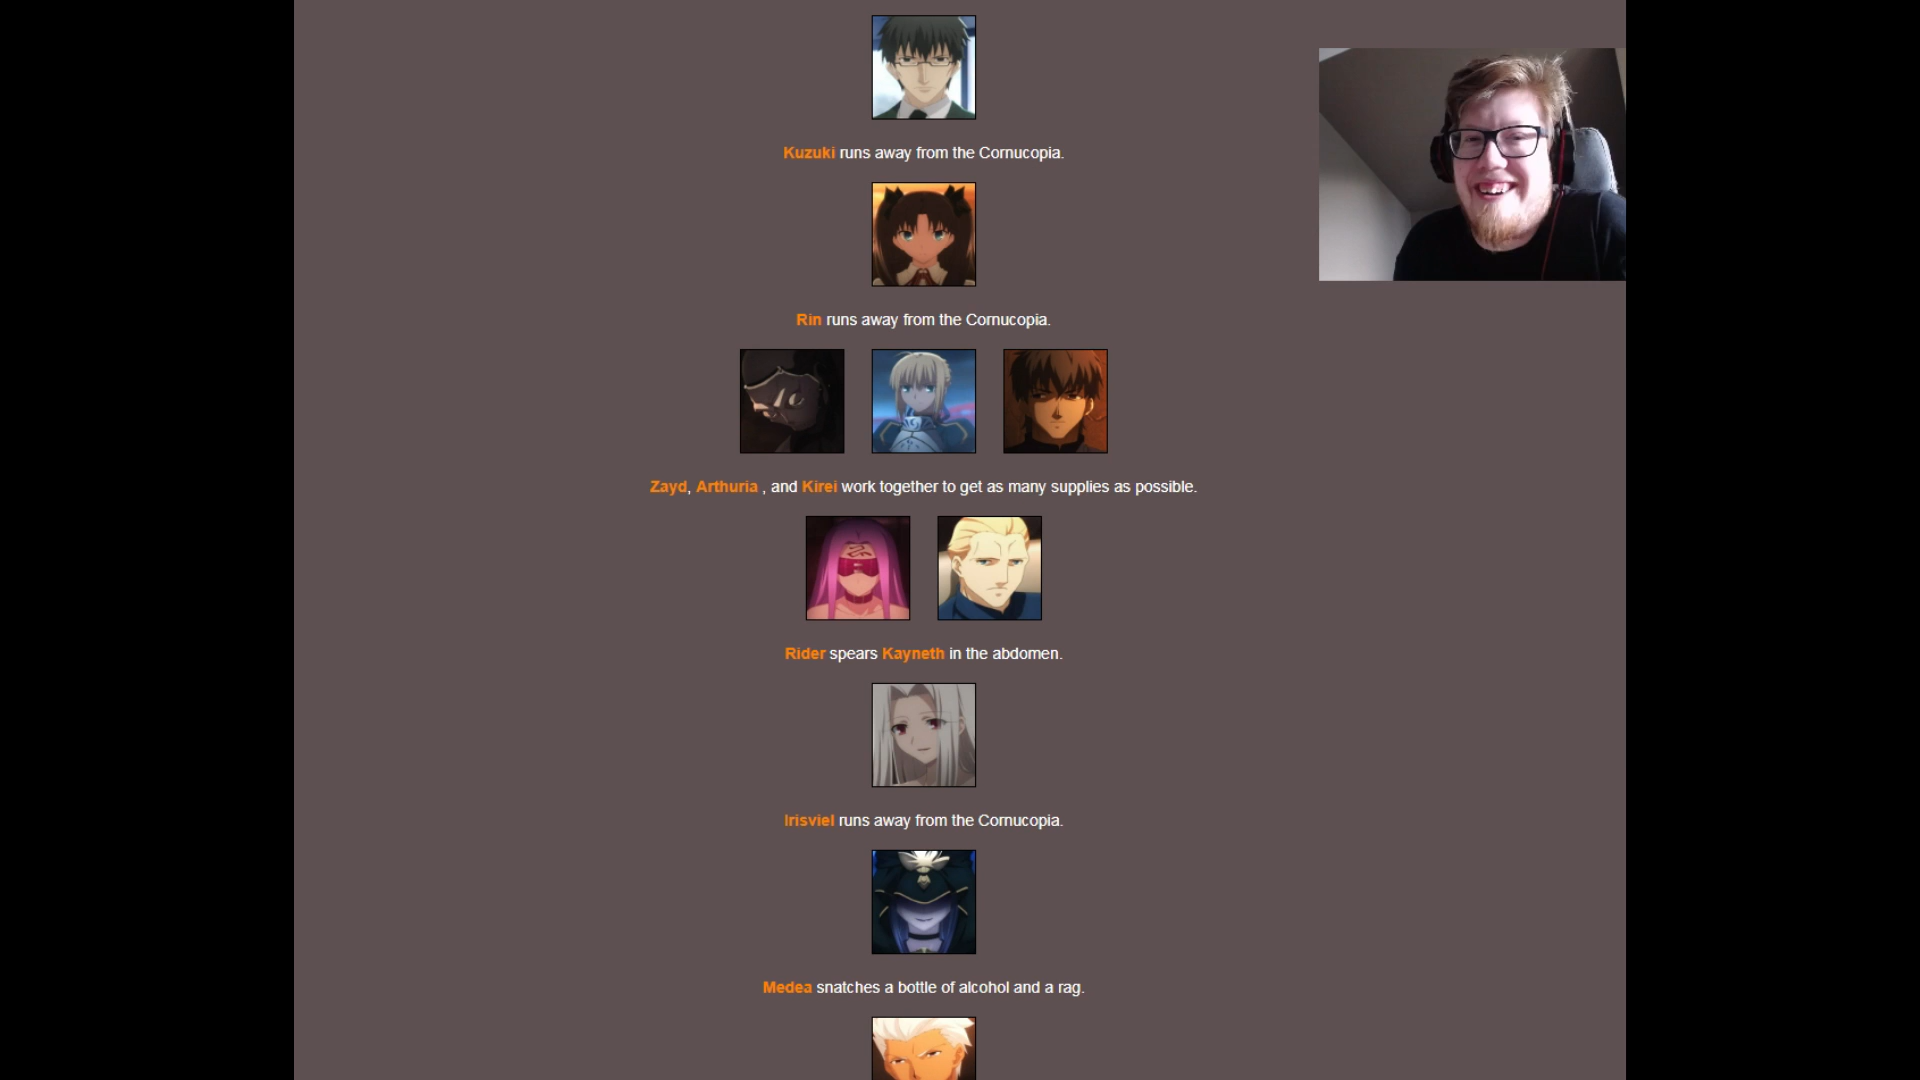 Kuzuki runs away from the Cornucopia.
Rin runs away from the Cornucopia.
Zayd, Arthuria , and Kirei work together to get as many supplies as possible.
Rider spears Kayneth in the abdomen.
Irisviel runs away from the Cornucopia.
Medea snatches a bottle of alcohol and a rag.